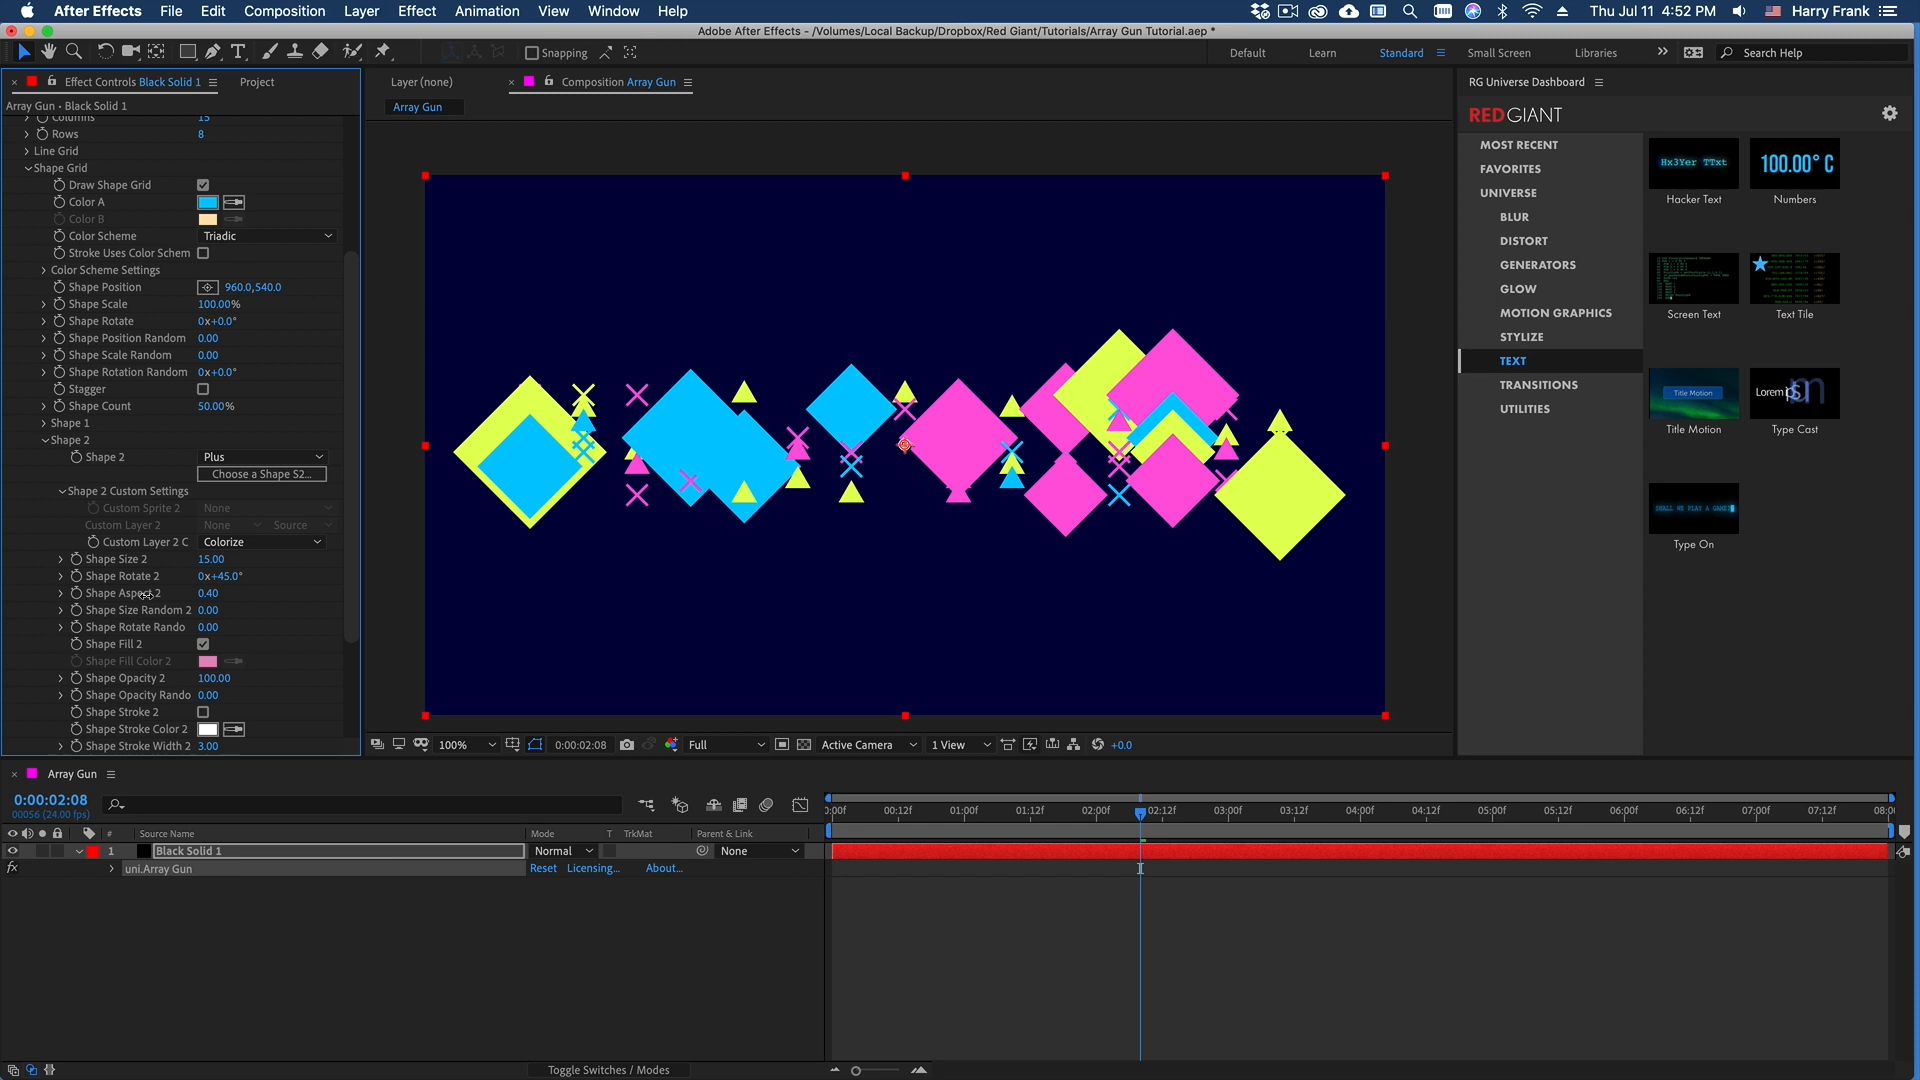 After Effects File Edit Composition Layer Effect Animation View Window Help Thu Jul 11 4:52 PM Harry Frank
Adobe After Effects - /Volumes/Local Backup/Dropbox/Red Giant/Tutorials/Array Gun Tutorial.aep *
Snapping Default Learn Standard Small Screen Libraries Search Help
Effect Controls Black Solid 1 Project
Array Gun • Black Solid 1
Columns 15
Rows 8
Line Grid
Shape Grid
Draw Shape Grid
Color A
Color B
Color Scheme Triadic
Stroke Uses Color Schem
Color Scheme Settings
Shape Position 960.0,540.0
Shape Scale 100.00%
Shape Rotate 0x+0.0°
Shape Position Random 0.00
Shape Scale Random 0.00
Shape Rotation Random 0x+0.0°
Stagger
Shape Count 50.00%
Shape 1
Shape 2
Shape 2 Plus
Choose a Shape S2...
Shape 2 Custom Settings
Custom Sprite 2 None
Custom Layer 2 None Source
Custom Layer 2 C Colorize
Shape Size 2 15.00
Shape Rotate 2 0x+45.0°
Shape Aspect 2 0.40
Shape Size Random 2 0.00
Shape Rotate Rando 0.00
Shape Fill 2
Shape Fill Color 2
Shape Opacity 2 100.00
Shape Opacity Rando 0.00
Shape Stroke 2
Shape Stroke Color 2
Shape Stroke Width 2 3.00
Layer (none) Composition Array Gun
Array Gun
100% 0:00:02:08 Full Active Camera 1 View +0.0
RG Universe Dashboard
REDGIANT
MOST RECENT
FAVORITES
UNIVERSE
BLUR
DISTORT
GENERATORS
GLOW
MOTION GRAPHICS
STYLIZE
TEXT
TRANSITIONS
UTILITIES
Hx3Yer TTxt 100.00° C
Hacker Text Numbers
Screen Text Text Tile
Title Motion Lorem
Title Motion Type Cast
SHALL WE PLAY A GAME
Type On
Array Gun
0:00:02:08
00056 (24.00 fps)
:00f 00:12f 01:00f 01:12f 02:00f 02:12f 03:00f 03:12f 04:00f 04:12f 05:00f 05:12f 06:00f 06:12f 07:00f 07:12f 08:0
# Source Name Mode T TrkMat Parent & Link
1 Black Solid 1 Normal None
fx uni.Array Gun Reset Licensing... About...
Toggle Switches / Modes